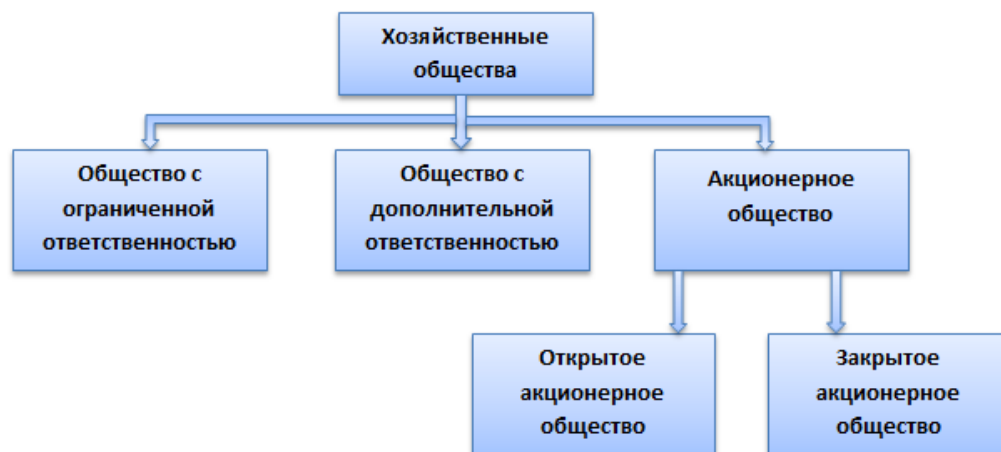 Хозяйственные
общества
Общество с
ограниченной
ответственностью
Общество с
дополнительной
ответственностью
Акционерное
общество
Открытое
акционерное
общество
Закрытое
акционерное
общество